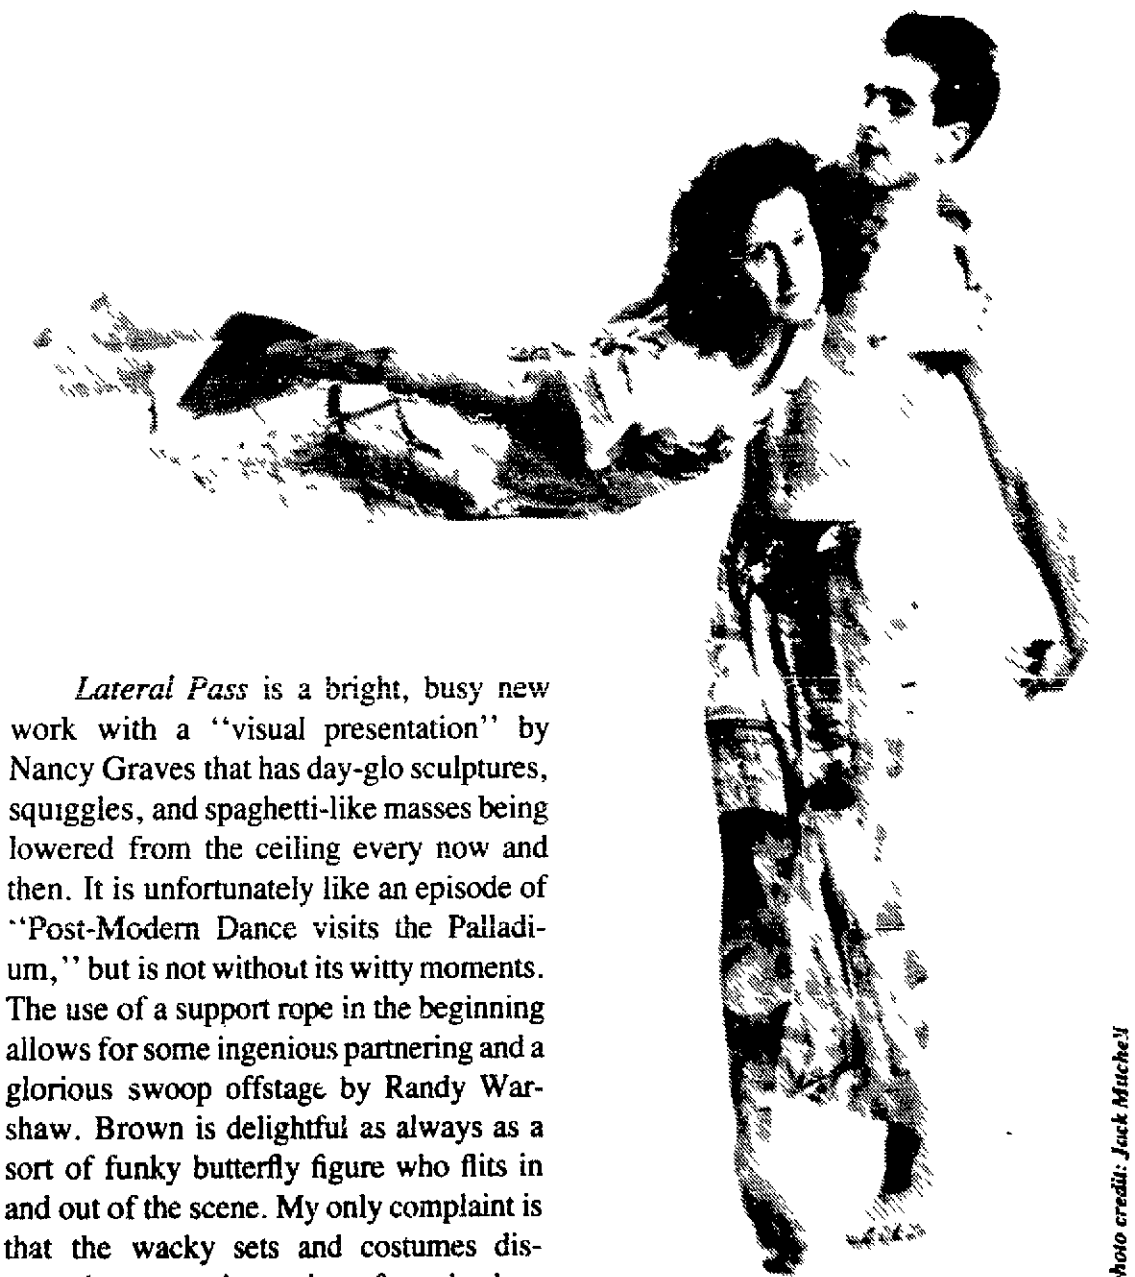 Lateral Pass is a bright, busy new
work with a “visual presentation” by
Nancy Graves that has day-glo sculptures,
squiggles, and spaghetti-like masses being
lowered from the ceiling every now and
then. It is unfortunately like an episode of
“Post-Modern Dance visits the Palladi-
um,” but is not without its witty moments.
The use of a support rope in the beginning
allows for some ingenious partnering and a
glorious swoop offstage by Randy War-
shaw. Brown is delightful as always as a
sort of funky butterfly figure who flits in
and out of the scene. My only complaint is
that the wacky sets and costumes dis-
hoto credit: Jack Muchell